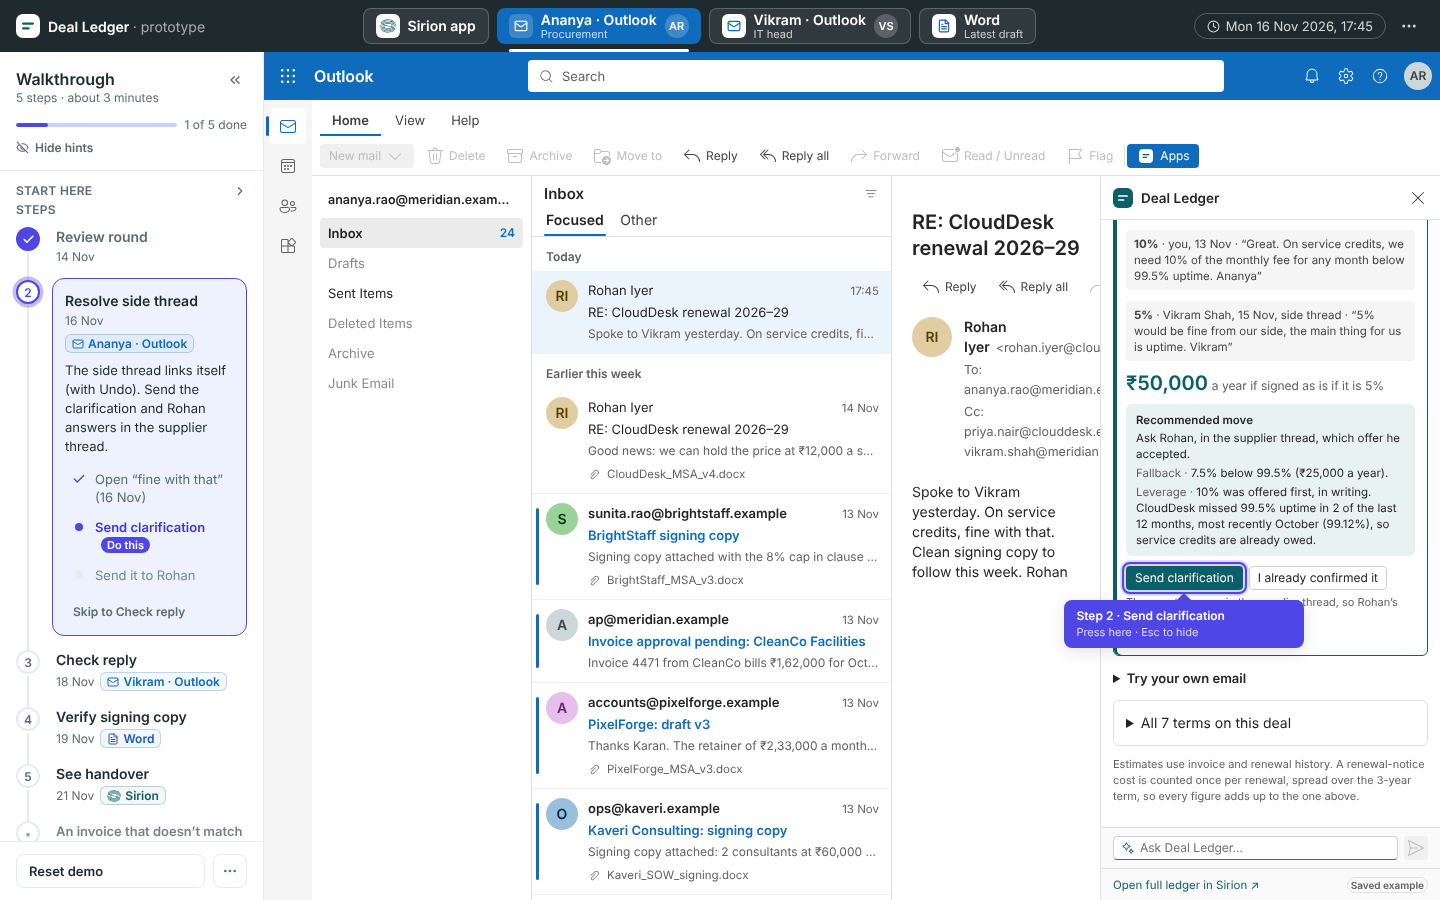 Deal Ledger · prototype
Sirion app
Ananya · Outlook
Procurement
AR
Vikram · Outlook
IT head
VS
Word
Latest draft
Mon 16 Nov 2026, 17:45
Walkthrough
5 steps · about 3 minutes
1 of 5 done
Hide hints
START HERE
STEPS
Review round
14 Nov
2
Resolve side thread
16 Nov
Ananya · Outlook
The side thread links itself
(with Undo). Send the
clarification and Rohan
answers in the supplier
thread.
Open “fine with that”
(16 Nov)
Send clarification
Do this
Send it to Rohan
Skip to Check reply
3
Check reply
18 Nov
Vikram · Outlook
4
Verify signing copy
19 Nov
Word
5
See handover
21 Nov
Sirion
An invoice that doesn’t match
Reset demo
Outlook
Search
AR
Home
View
Help
New mail
Delete
Archive
Move to
Reply
Reply all
Forward
Read / Unread
Flag
Apps
ananya.rao@meridian.exam...
Inbox
24
Drafts
Sent Items
Deleted Items
Archive
Junk Email
Inbox
Focused
Other
Today
RI
Rohan Iyer
17:45
RE: CloudDesk renewal 2026–29
Spoke to Vikram yesterday. On service credits, fi...
Earlier this week
RI
Rohan Iyer
14 Nov
RE: CloudDesk renewal 2026–29
Good news: we can hold the price at ₹12,000 a s...
CloudDesk_MSA_v4.docx
S
sunita.rao@brightstaff.example
13 Nov
BrightStaff signing copy
Signing copy attached with the 8% cap in clause ...
BrightStaff_MSA_v3.docx
A
ap@meridian.example
13 Nov
Invoice approval pending: CleanCo Facilities
Invoice 4471 from CleanCo bills ₹1,62,000 for Oct...
A
accounts@pixelforge.example
13 Nov
PixelForge: draft v3
Thanks Karan. The retainer of ₹2,33,000 a month...
PixelForge_MSA_v3.docx
O
ops@kaveri.example
13 Nov
Kaveri Consulting: signing copy
Signing copy attached: 2 consultants at ₹60,000 ...
Kaveri_SOW_signing.docx
RE: CloudDesk
renewal 2026–29
Reply
Reply all
RI
Rohan
Iyer <rohan.iyer@clou
To:
ananya.rao@meridian.e
Cc:
priya.nair@clouddesk.e
vikram.shah@meridian
Spoke to Vikram
yesterday. On service
credits, fine with that.
Clean signing copy to
follow this week. Rohan
Deal Ledger
10% · you, 13 Nov · “Great. On service credits, we
need 10% of the monthly fee for any month below
99.5% uptime. Ananya”
5% · Vikram Shah, 15 Nov, side thread · “5%
would be fine from our side, the main thing for us
is uptime. Vikram”
₹50,000 a year if signed as is if it is 5%
Recommended move
Ask Rohan, in the supplier thread, which offer he
accepted.
Fallback · 7.5% below 99.5% (₹25,000 a year).
Leverage · 10% was offered first, in writing.
CloudDesk missed 99.5% uptime in 2 of the last
12 months, most recently October (99.12%), so
service credits are already owed.
Send clarification
I already confirmed it
thread, so Rohan’s
Step 2 · Send clarification
Press here · Esc to hide
Try your own email
All 7 terms on this deal
Estimates use invoice and renewal history. A renewal-notice
cost is counted once per renewal, spread over the 3-year
term, so every figure adds up to the one above.
Ask Deal Ledger...
Open full ledger in Sirion ↗
Saved example